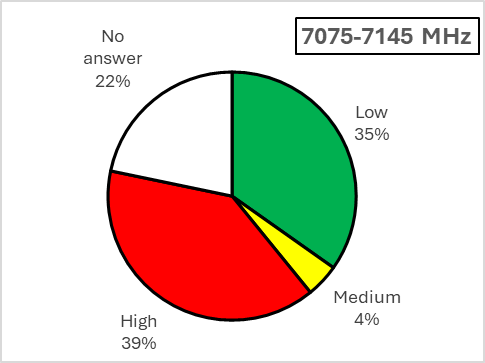 7075-7145 MHz
No
answer
22%
Low
35%
Medium
4%
High
39%